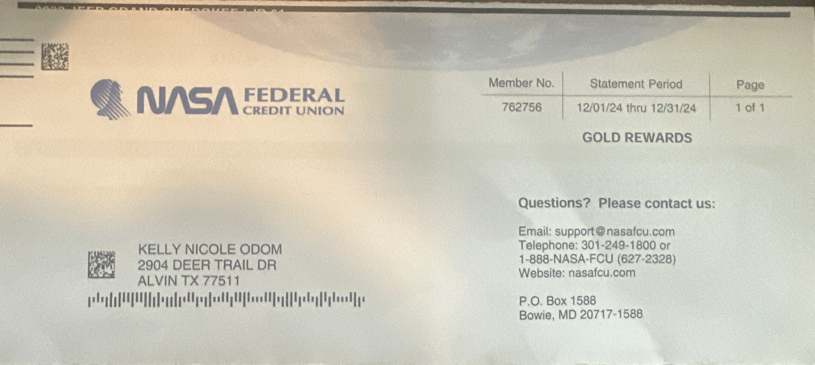 NASA FEDERAL
CREDIT UNION
Member No. Statement Period Page
762756 12/01/24 thru 12/31/24 1 of 1
GOLD REWARDS
Questions? Please contact us:
Email: support@nasafcu.com
Telephone: 301-249-1800 or
1-888-NASA-FCU (627-2328)
Website: nasafcu.com
P.O. Box 1588
Bowie, MD 20717-1588
KELLY NICOLE ODOM
2904 DEER TRAIL DR
ALVIN TX 77511